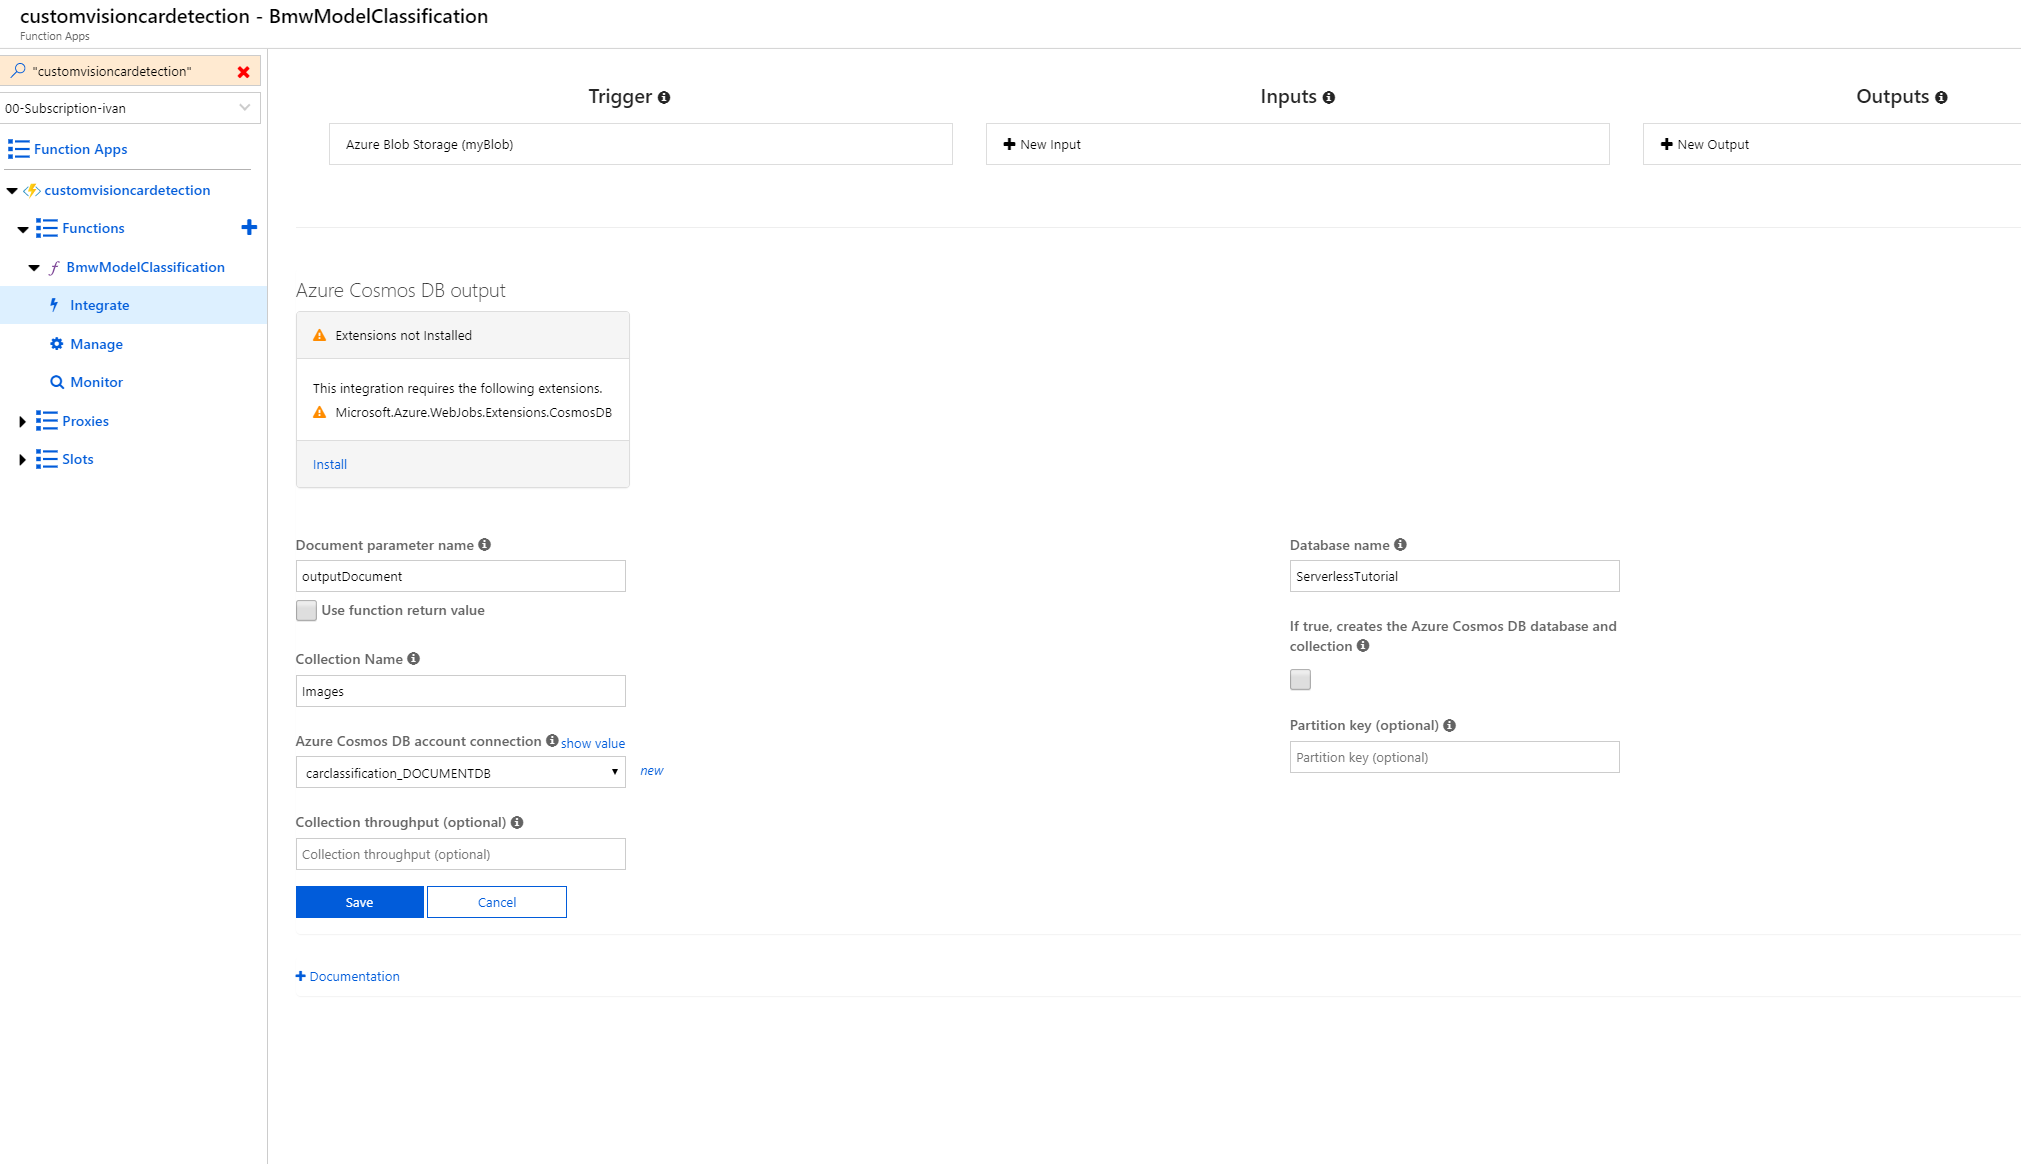 customvisioncardetection - BmwModelClassification
Function Apps
"customvisioncardetection"
00-Subscription-ivan
Function Apps
customvisioncardetection
Functions
BmwModelClassification
Integrate
Manage
Monitor
Proxies
Slots
Trigger
Azure Blob Storage (myBlob)
Inputs
New Input
Outputs
New Output
Azure Cosmos DB output
Extensions not Installed
This integration requires the following extensions.
Microsoft.Azure.WebJobs.Extensions.CosmosDB
Install
Document parameter name
outputDocument
Use function return value
Collection Name
Images
Azure Cosmos DB account connection show value
carclassification_DOCUMENTDB
new
Collection throughput (optional)
Collection throughput (optional)
Database name
ServerlessTutorial
If true, creates the Azure Cosmos DB database and
collection
Partition key (optional)
Partition key (optional)
Save
Cancel
Documentation